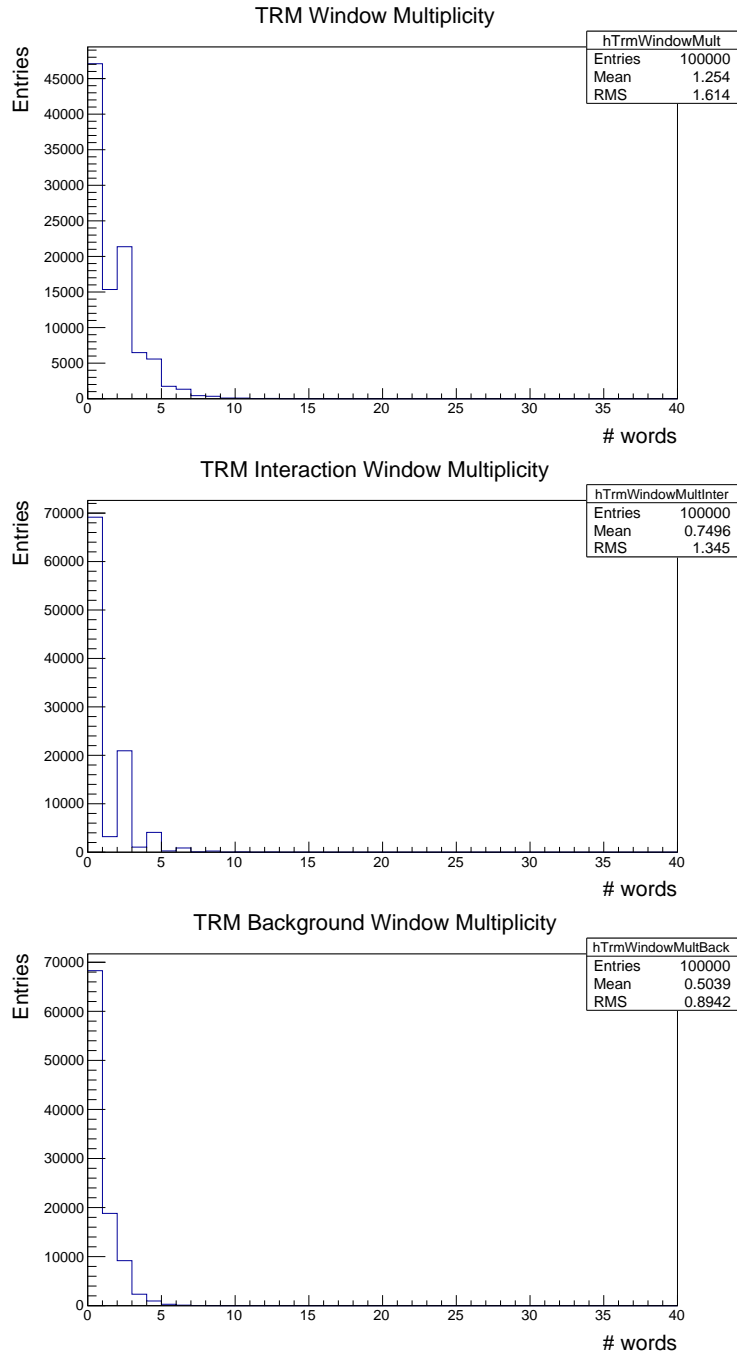 TRM Window Multiplicity
hTrmWindowMult
Entries 100000
Mean 1.254
RMS 1.614
Entries
45000
40000
35000
30000
25000
20000
15000
10000
5000
0
0 5 10 15 20 25 30 35 40
# words
TRM Interaction Window Multiplicity
hTrmWindowMultInter
Entries 100000
Mean 0.7496
RMS 1.345
Entries
70000
60000
50000
40000
30000
20000
10000
0
0 5 10 15 20 25 30 35 40
# words
TRM Background Window Multiplicity
hTrmWindowMultBack
Entries 100000
Mean 0.5039
RMS 0.8942
Entries
70000
60000
50000
40000
30000
20000
10000
0
0 5 10 15 20 25 30 35 40
# words